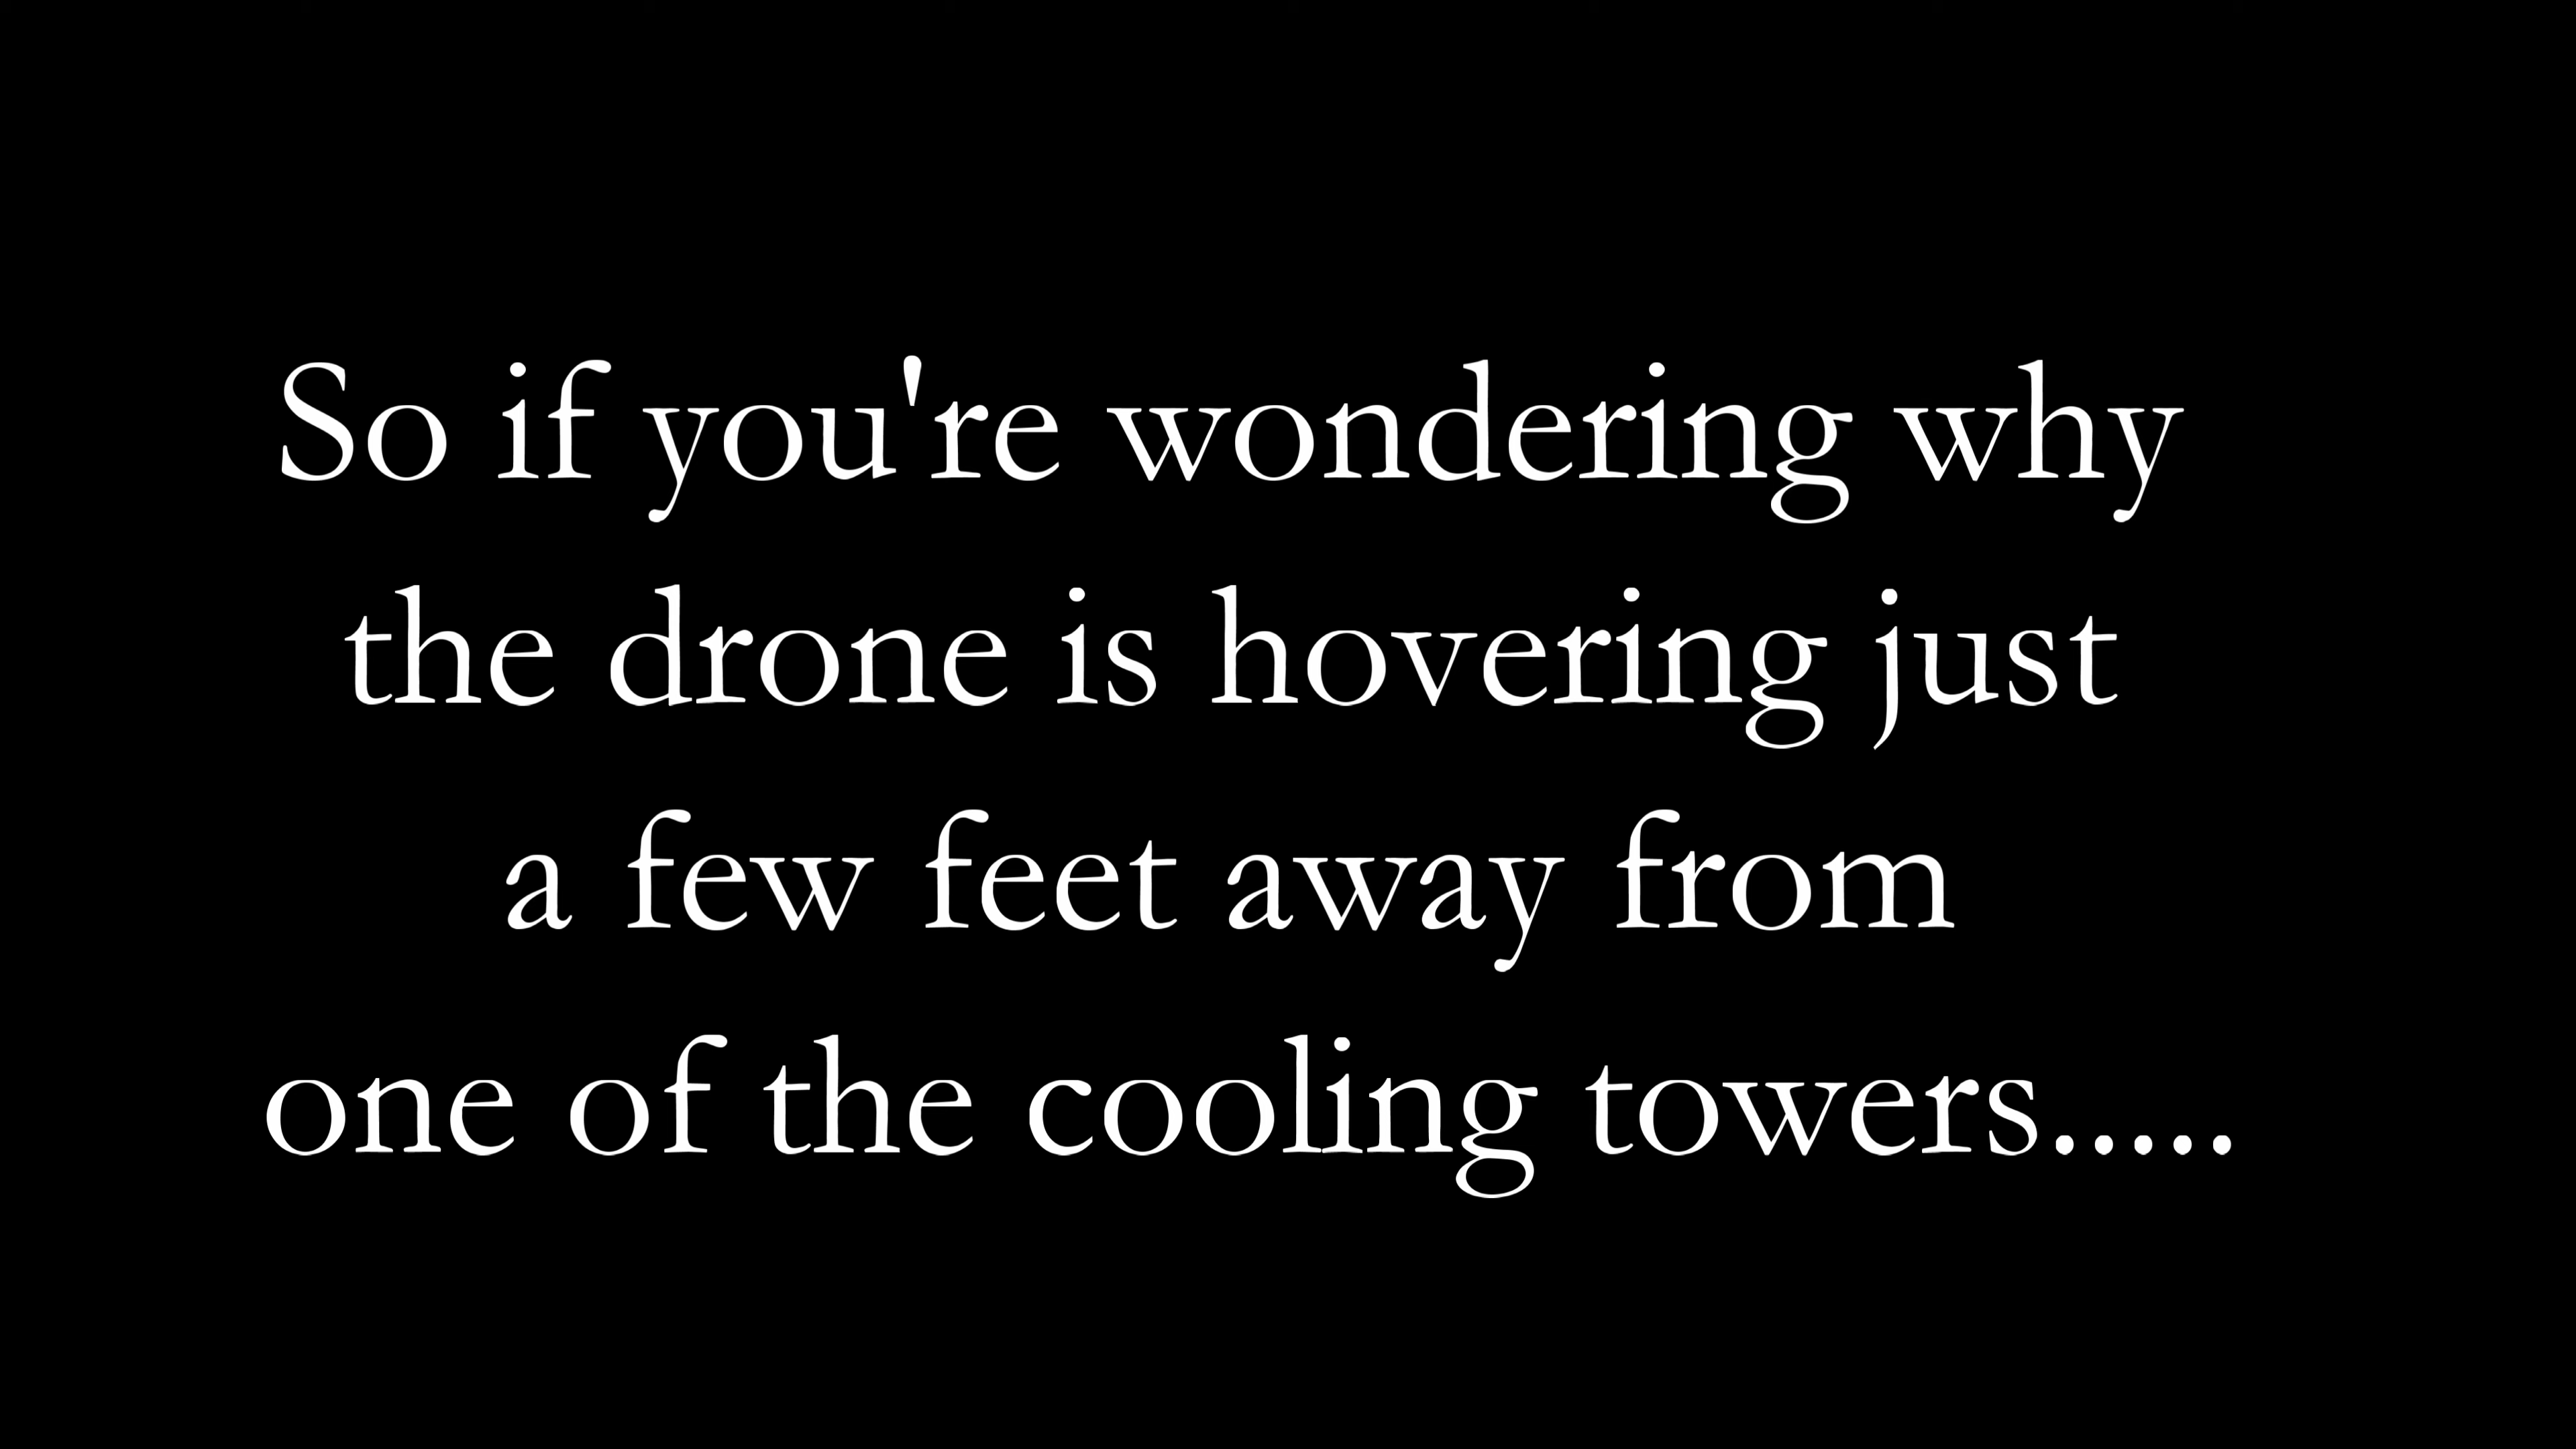 So if you're wondering why
the drone is hovering just
a few feet away from
one of the cooling towers.....